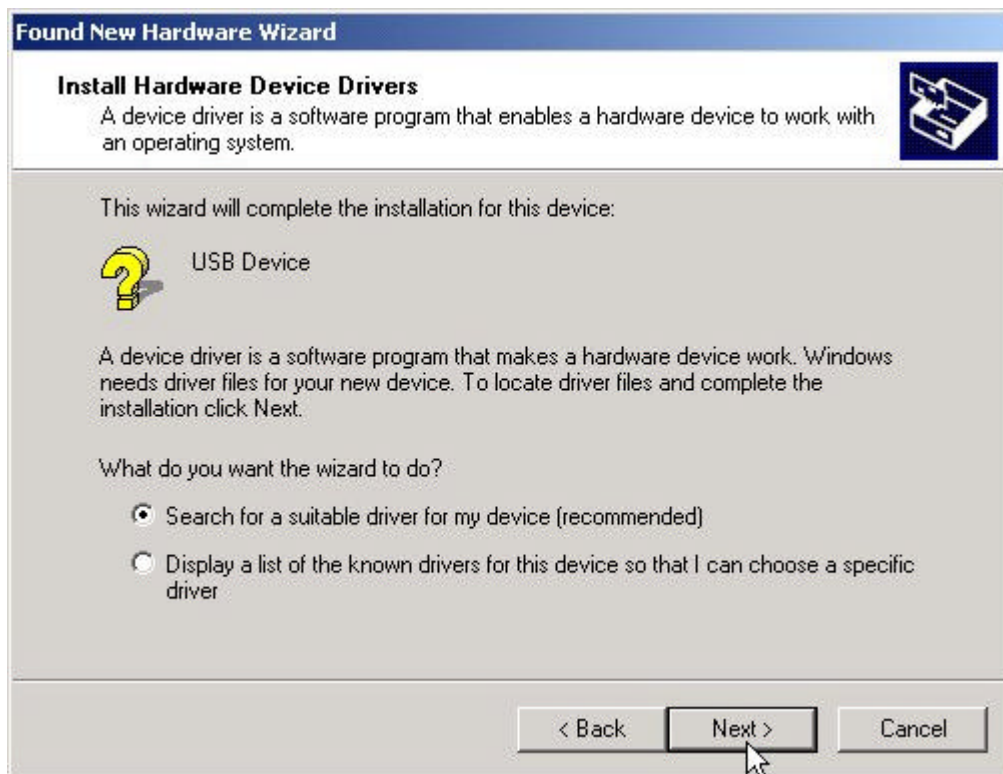 Found New Hardware Wizard
Install Hardware Device Drivers
A device driver is a software program that enables a hardware device to work with
an operating system.
This wizard will complete the installation for this device:
USB Device
A device driver is a software program that makes a hardware device work. Windows
needs driver files for your new device. To locate driver files and complete the
installation click Next.
What do you want the wizard to do?
Search for a suitable driver for my device (recommended)
Display a list of the known drivers for this device so that I can choose a specific
driver
< Back
Next >
Cancel